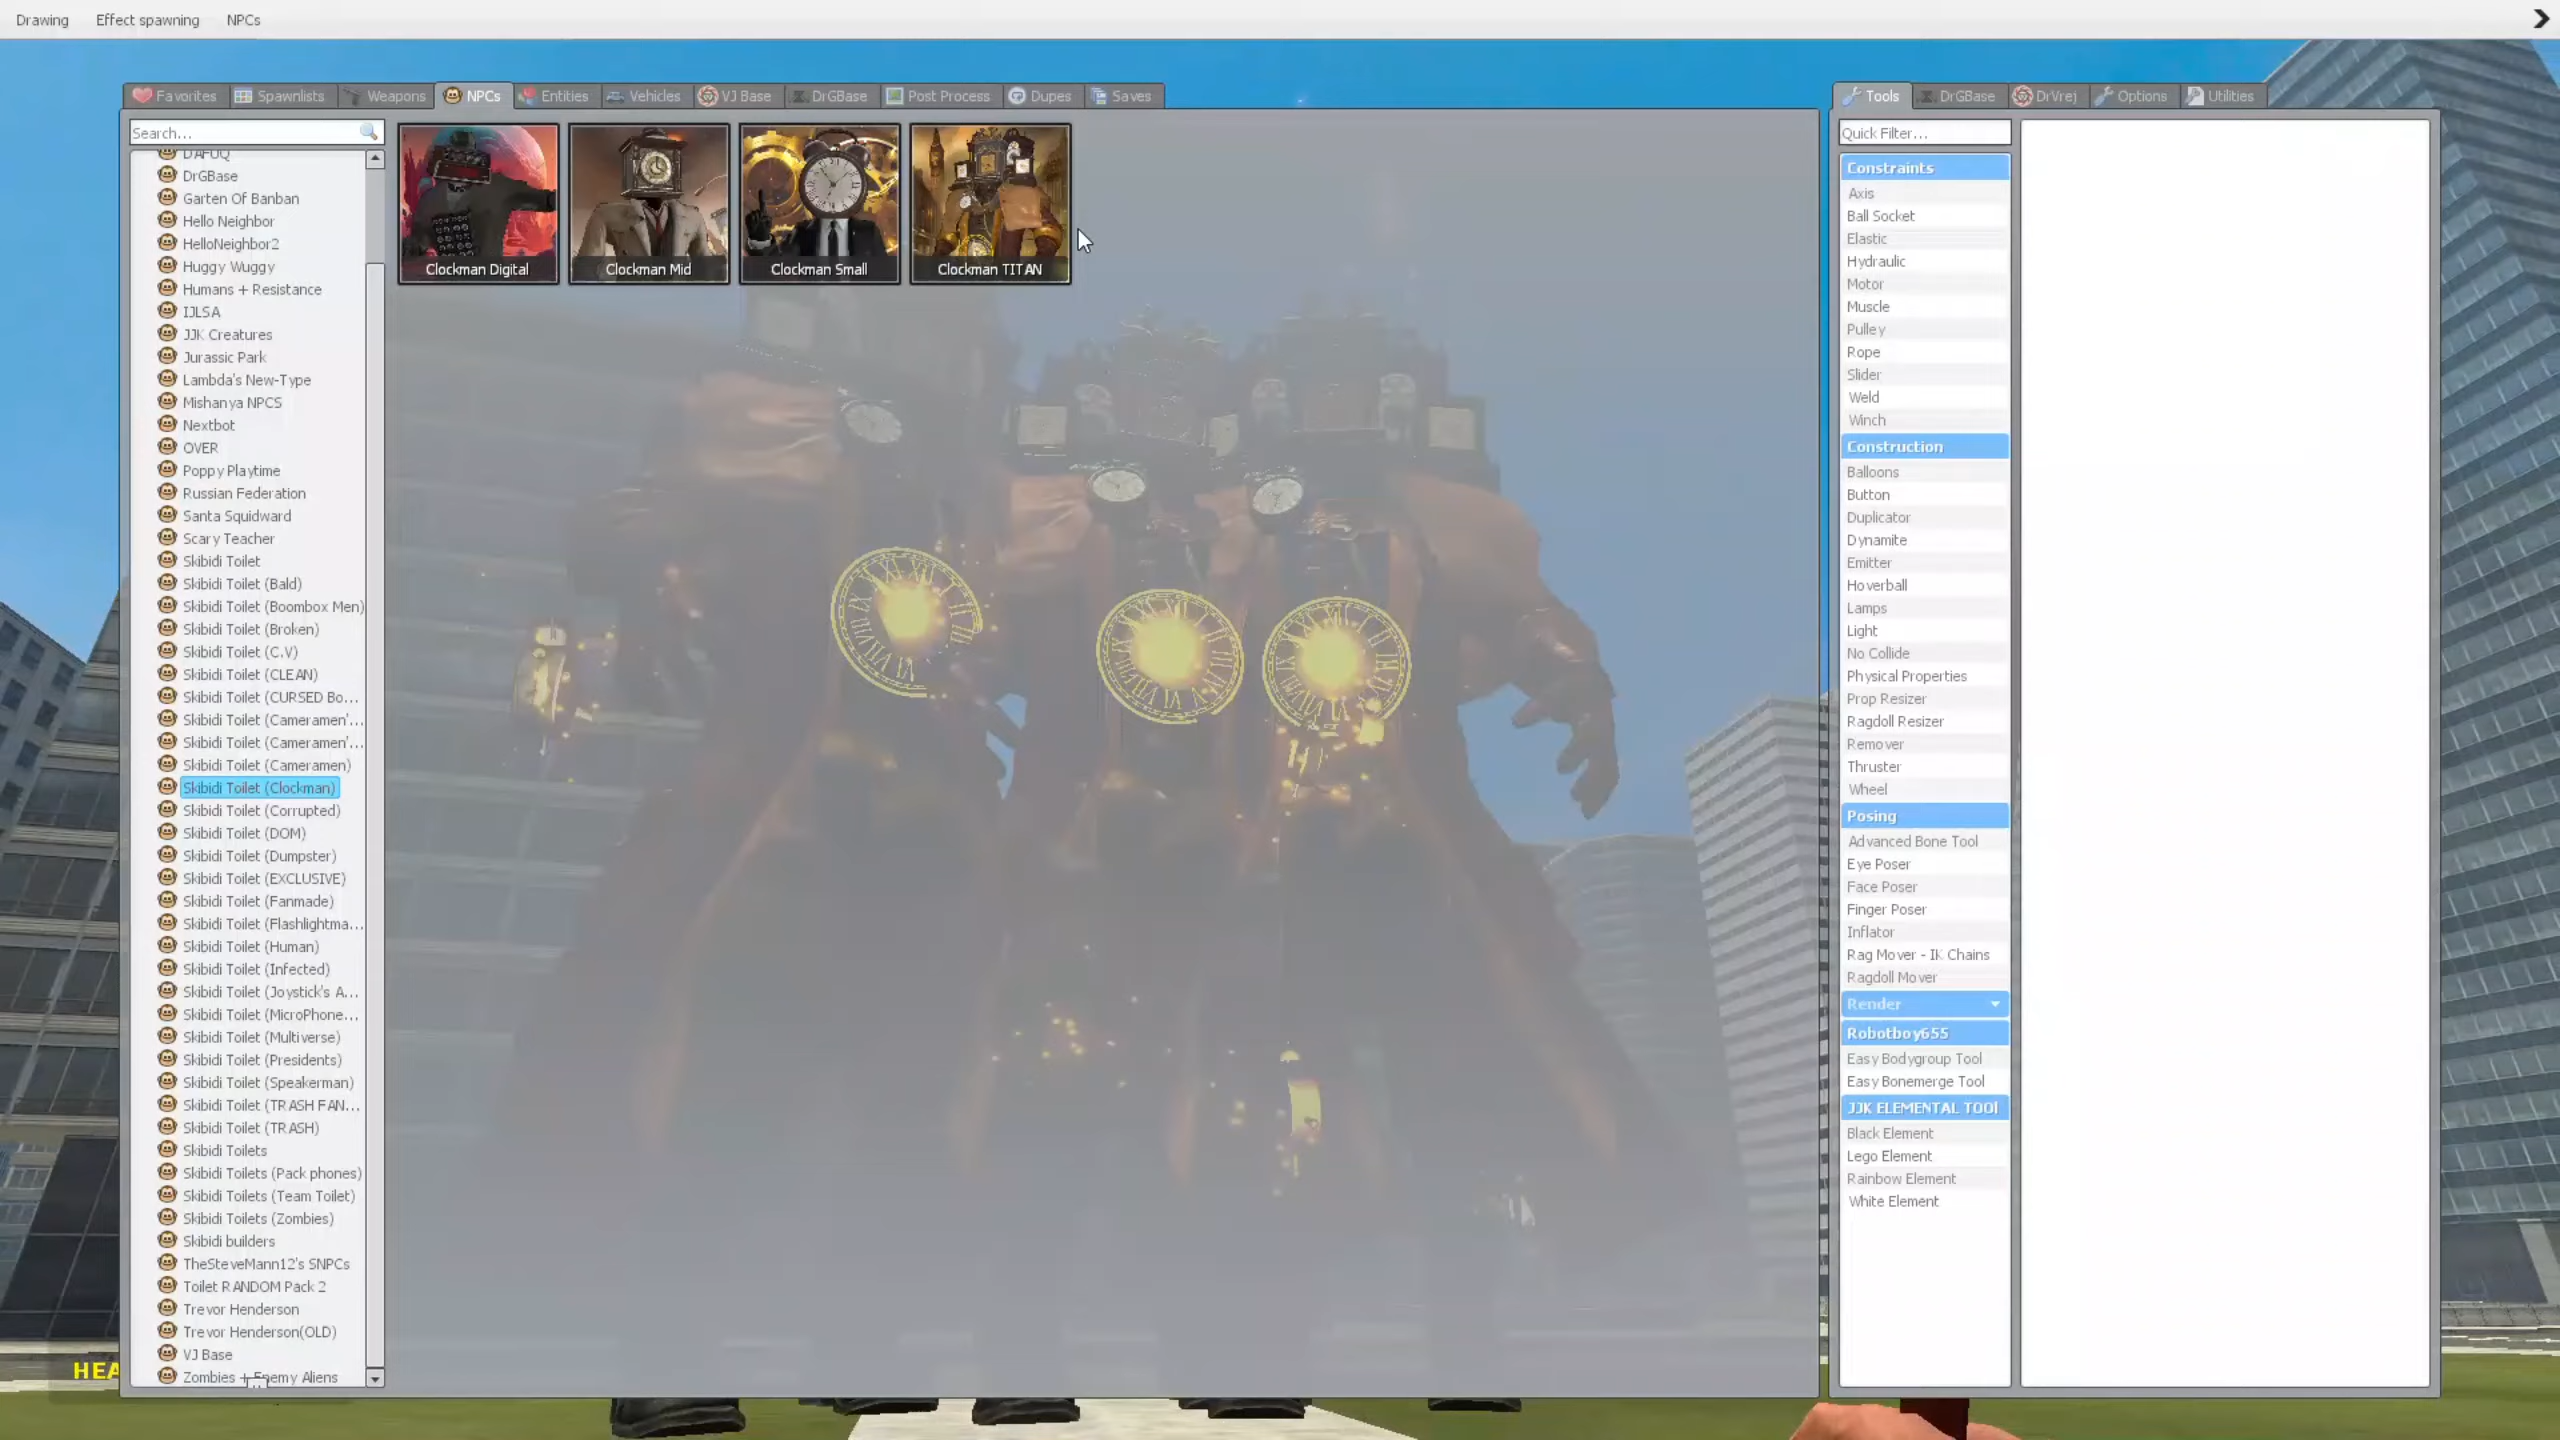 Drawing
Effect spawning
NPCs
Favorites
Spawnlists
Weapons
NPCs
Entities
Vehicles
VJ Base
DrGBase
Post Process
Dupes
Saves
Search...
DAFUQ
DrGBase
Garten Of Banban
Hello Neighbor
HelloNeighbor2
Huggy Wuggy
Humans + Resistance
IJLSA
JJK Creatures
Jurassic Park
Lambda's New-Type
Mishanya NPCS
Nextbot
OVER
Poppy Playtime
Russian Federation
Santa Squidward
Scary Teacher
Skibidi Toilet
Skibidi Toilet (Bald)
Skibidi Toilet (Boombox Men)
Skibidi Toilet (Broken)
Skibidi Toilet (C.V)
Skibidi Toilet (CLEAN)
Skibidi Toilet (CURSED Bo...
Skibidi Toilet (Cameramen'...
Skibidi Toilet (Cameramen'...
Skibidi Toilet (Cameramen)
Skibidi Toilet (Clockman)
Skibidi Toilet (Corrupted)
Skibidi Toilet (DOM)
Skibidi Toilet (Dumpster)
Skibidi Toilet (EXCLUSIVE)
Skibidi Toilet (Fanmade)
Skibidi Toilet (Flashlightma...
Skibidi Toilet (Human)
Skibidi Toilet (Infected)
Skibidi Toilet (Joystick's A...
Skibidi Toilet (MicroPhone...
Skibidi Toilet (Multiverse)
Skibidi Toilet (Presidents)
Skibidi Toilet (Speakerman)
Skibidi Toilet (TRASH FAN...
Skibidi Toilet (TRASH)
Skibidi Toilets
Skibidi Toilets (Pack phones)
Skibidi Toilets (Team Toilet)
Skibidi Toilets (Zombies)
Skibidi builders
TheSteveMann12's SNPCs
Toilet RANDOM Pack 2
Trevor Henderson
Trevor Henderson(OLD)
VJ Base
Zombies + Enemy Aliens
Clockman Digital
Clockman Mid
Clockman Small
Clockman TITAN
HEA
Tools
DrGBase
DrVrej
Options
Utilities
Quick Filter...
Constraints
Axis
Ball Socket
Elastic
Hydraulic
Motor
Muscle
Pulley
Rope
Slider
Weld
Winch
Construction
Balloons
Button
Duplicator
Dynamite
Emitter
Hoverball
Lamps
Light
No Collide
Physical Properties
Prop Resizer
Ragdoll Resizer
Remover
Thruster
Wheel
Posing
Advanced Bone Tool
Eye Poser
Face Poser
Finger Poser
Inflator
Rag Mover - IK Chains
Ragdoll Mover
Render
Robotboy655
Easy Bodygroup Tool
Easy Bonemerge Tool
JJK ELEMENTAL TOOl
Black Element
Lego Element
Rainbow Element
White Element